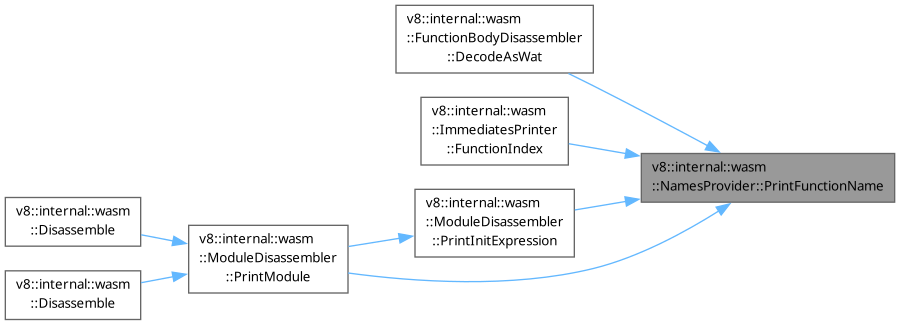 v8::internal::wasm
::FunctionBodyDisassembler
::DecodeAsWat
v8::internal::wasm
::ImmediatesPrinter
::FunctionIndex
v8::internal::wasm
::NamesProvider::PrintFunctionName
v8::internal::wasm
::ModuleDisassembler
::PrintInitExpression
v8::internal::wasm
::Disassemble
v8::internal::wasm
::ModuleDisassembler
::PrintModule
v8::internal::wasm
::Disassemble